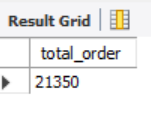 Result Grid
total_order
21350